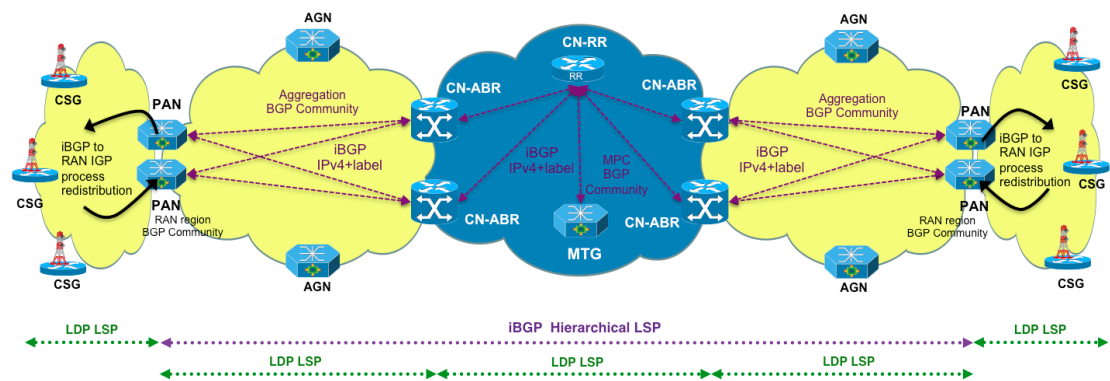 AGN
AGN
CN-RR
RR
CSG
CSG
PAN
PAN
CN-ABR
CN-ABR
Aggregation
BGP Community
Aggregation
BGP Community
iBGP to
RAN IGP
process
redistribution
iBGP
IPv4+label
iBGP
IPv4+label
MPC
BGP
Community
iBGP
IPv4+label
iBGP to
RAN IGP
process
redistribution
CSG
CSG
PAN
PAN
RAN region
BGP Community
CN-ABR
CN-ABR
RAN region
BGP Community
MTG
CSG
CSG
AGN
AGN
LDP LSP
iBGP Hierarchical LSP
LDP LSP
LDP LSP
LDP LSP
LDP LSP